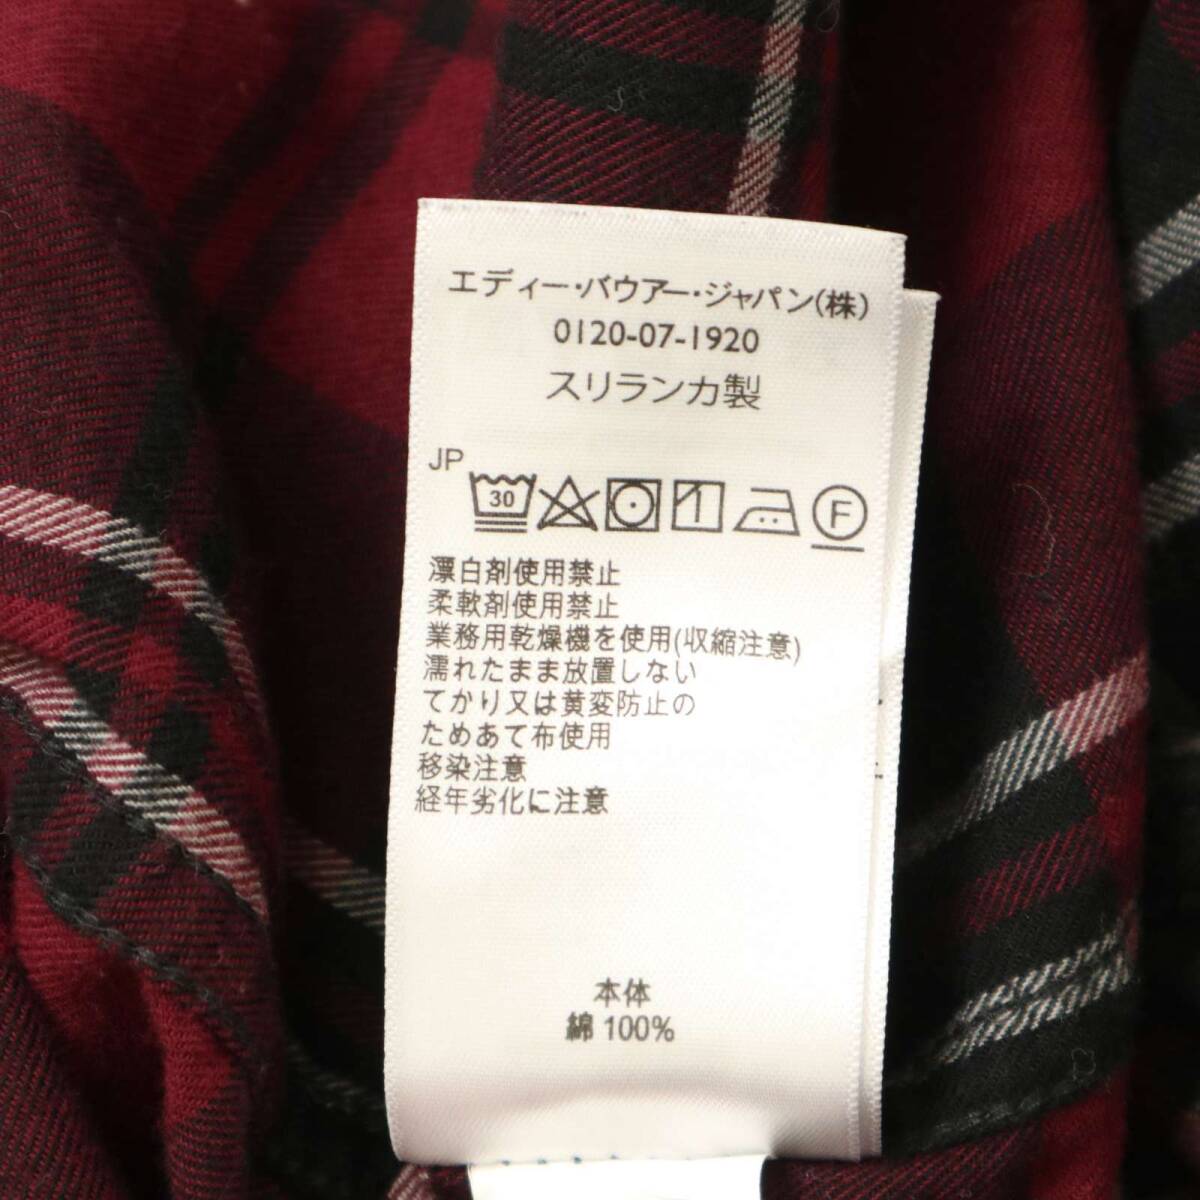 エディー・バウアー・ジャパン(株)
0120-07-1920
スリランカ製
JP
30
F
漂白剤使用禁止
柔軟剤使用禁止
業務用乾燥機を使用(収縮注意)
濡れたまま放置しない
てかり又は黄変防止の
ためあて布使用
移染注意
経年劣化に注意
本体
綿 100%